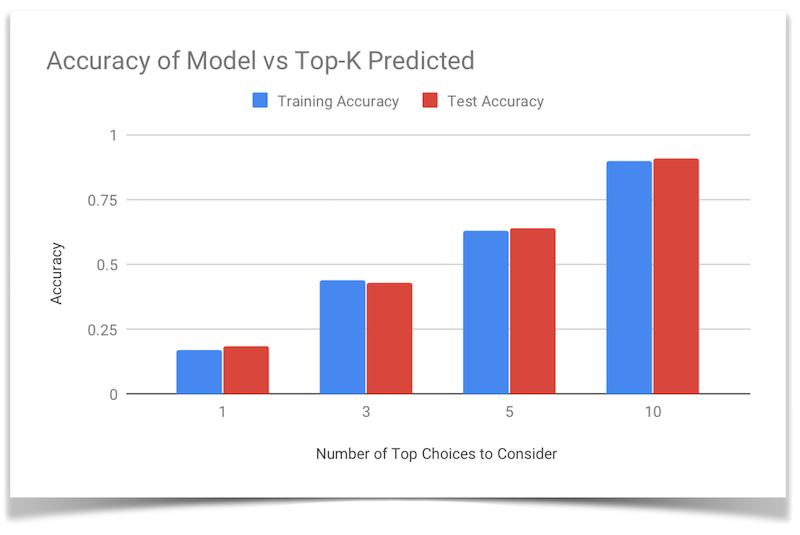 Accuracy of Model vs Top-K Predicted
Training Accuracy Test Accuracy
1
0.75
0.5
0.25
0
Accuracy
1 3 5 10
Number of Top Choices to Consider